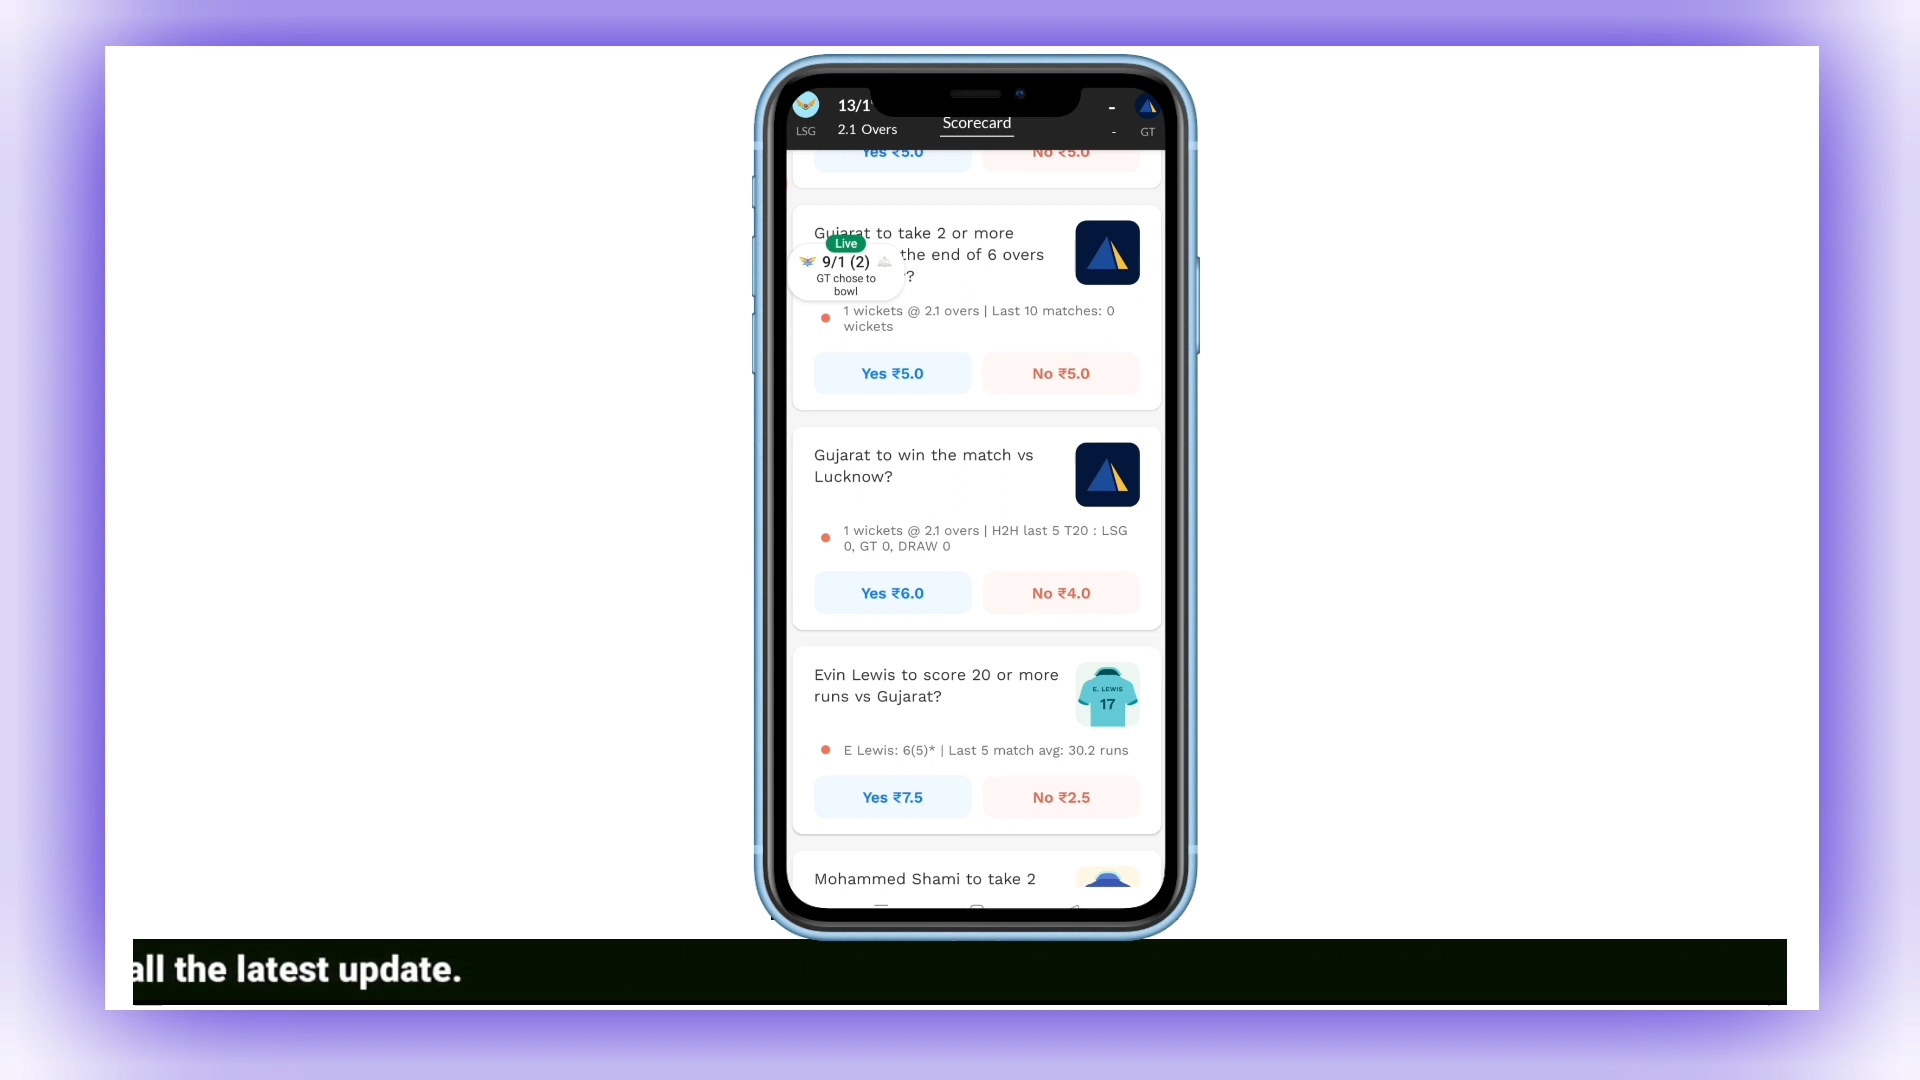 13/1
-
LSG
2.1 Overs
Scorecard
-
GT
Yes ₹5.0
No ₹5.0
Gujarat to take 2 or more
the end of 6 overs
?
Live
9/1 (2)
GT chose to
bowl
1 wickets @ 2.1 overs | Last 10 matches: 0
wickets
Yes ₹5.0
No ₹5.0
Gujarat to win the match vs
Lucknow?
1 wickets @ 2.1 overs | H2H last 5 T20 : LSG
0, GT 0, DRAW 0
Yes ₹6.0
No ₹4.0
Evin Lewis to score 20 or more
runs vs Gujarat?
E. LEWIS
17
E Lewis: 6(5)* | Last 5 match avg: 30.2 runs
Yes ₹7.5
No ₹2.5
Mohammed Shami to take 2
all the latest update.